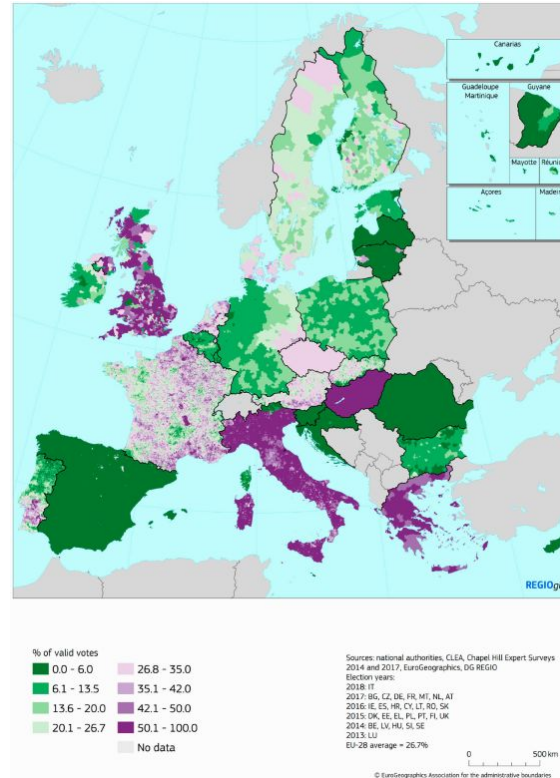 Canarias
Guadeloupe
Martinique
Guyane
Mayotte
Açores
REGIO
% of valid votes
0.0 - 6.0
6.1 - 13.5
13.6 - 20.0
20.1 - 26.7
26.8 - 35.0
35.1 - 42.0
42.1 - 50.0
50.1 - 100.0
No data
Sources: national authorities, CLEA, Chapel Hill Expert Surveys
2014 and 2017, EuroGeographics, DG REGIO
Election years:
2018: IT
2017: BG, CZ, DE, FR, MT, NL, AT
2016: IE, ES, HR, CY, LT, RO, SK
2015: DK, EE, EL, PL, PT, FI, UK
2014: BE, LV, HU, SI, SE
2013: LU
EU-28 average = 26.7%
0
500 km
© EuroGeographics Association for the administrative boundaries